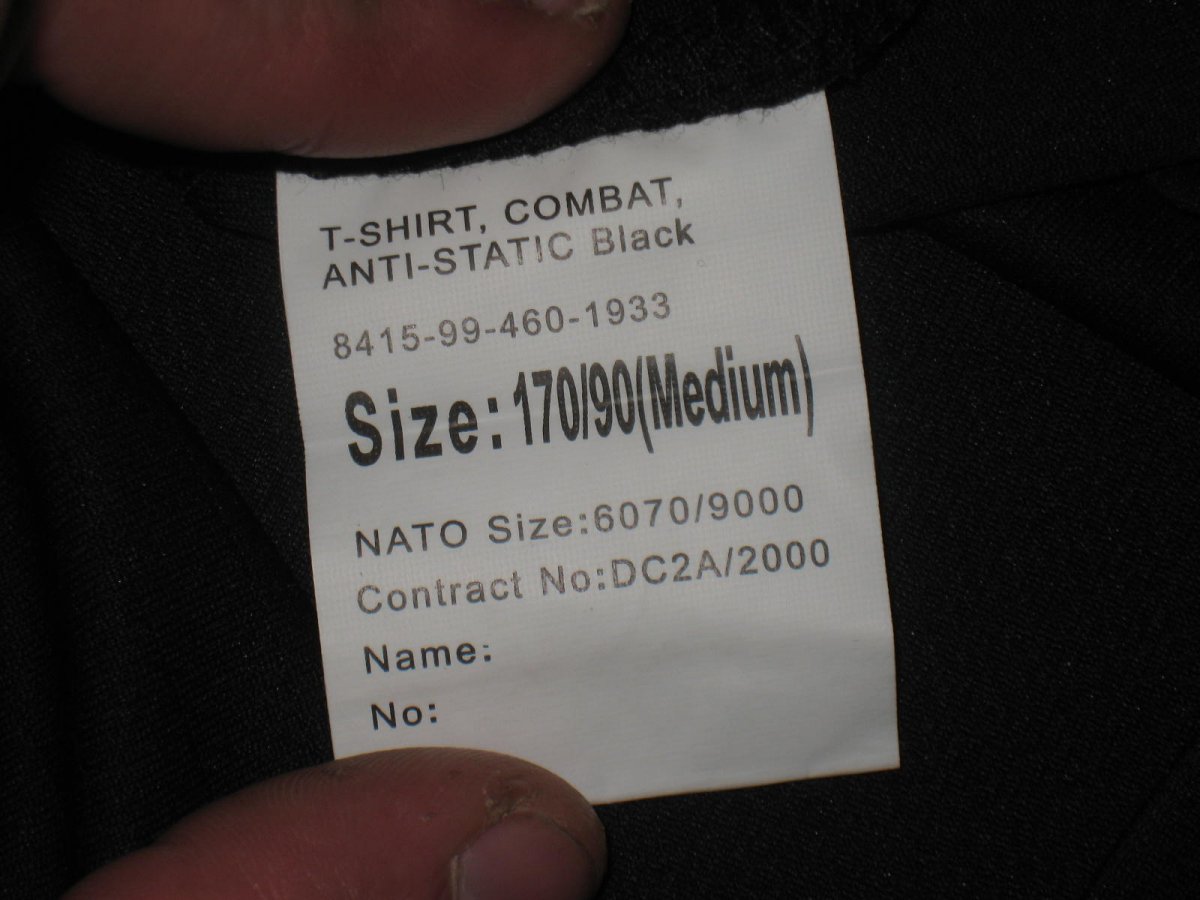 T-SHIRT, COMBAT,
ANTI-STATIC Black
8415-99-460-1933
Size:170/90(Medium)
NATO Size:6070/9000
Contract No:DC2A/2000
Name:
No: